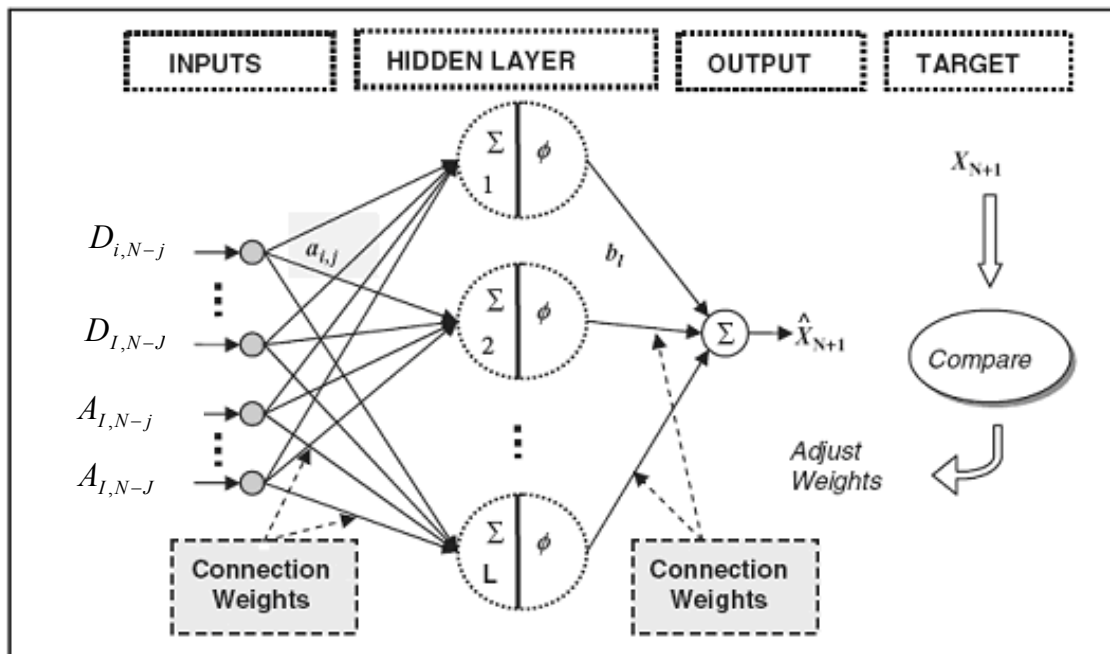 INPUTS
HIDDEN LAYER
OUTPUT
TARGET
Σ ϕ
1
X_{N+1}
D_{i,N-j}
a_{i,j}
b_l
Σ ϕ
2
D_{I,N-J}
Σ
X̂_{N+1}
Compare
A_{I,N-j}
A_{I,N-J}
Adjust
Weights
Σ ϕ
L
Connection
Weights
Connection
Weights